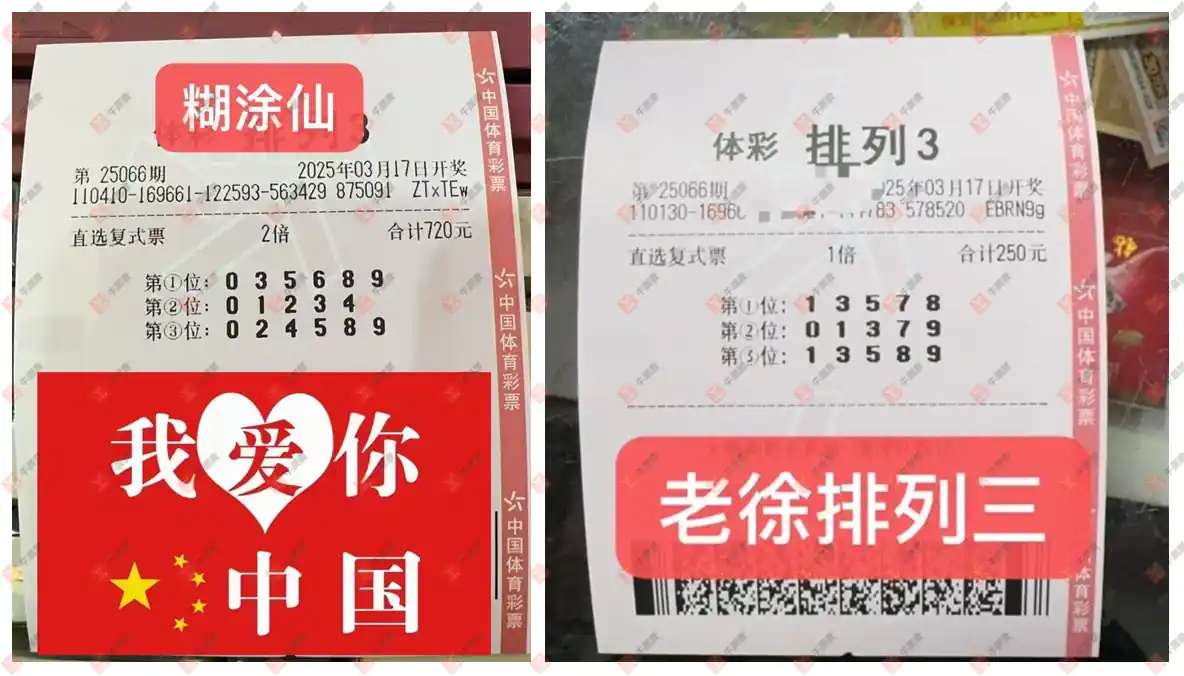 糊涂仙
排列3
第 25066期 2025年03月17日开奖
110410-169661-122593-563429 875091 ZTxTEw
直选复式票 2倍 合计720元
第①位: 0 3 5 6 8 9
第②位: 0 1 2 3 4
第③位: 0 2 4 5 8 9
我爱你
中国
中国体育彩票
中国体育彩票
中国体育彩票
体彩 排列3
第 25066期 25年03月17日开奖
110130-1696 83 578520 EBRN9g
直选复式票 1倍 合计250元
第①位: 1 3 5 7 8
第②位: 0 1 3 7 9
第③位: 1 3 5 8 9
老徐排列三
中国体育彩票
中国体育彩票
体育彩票